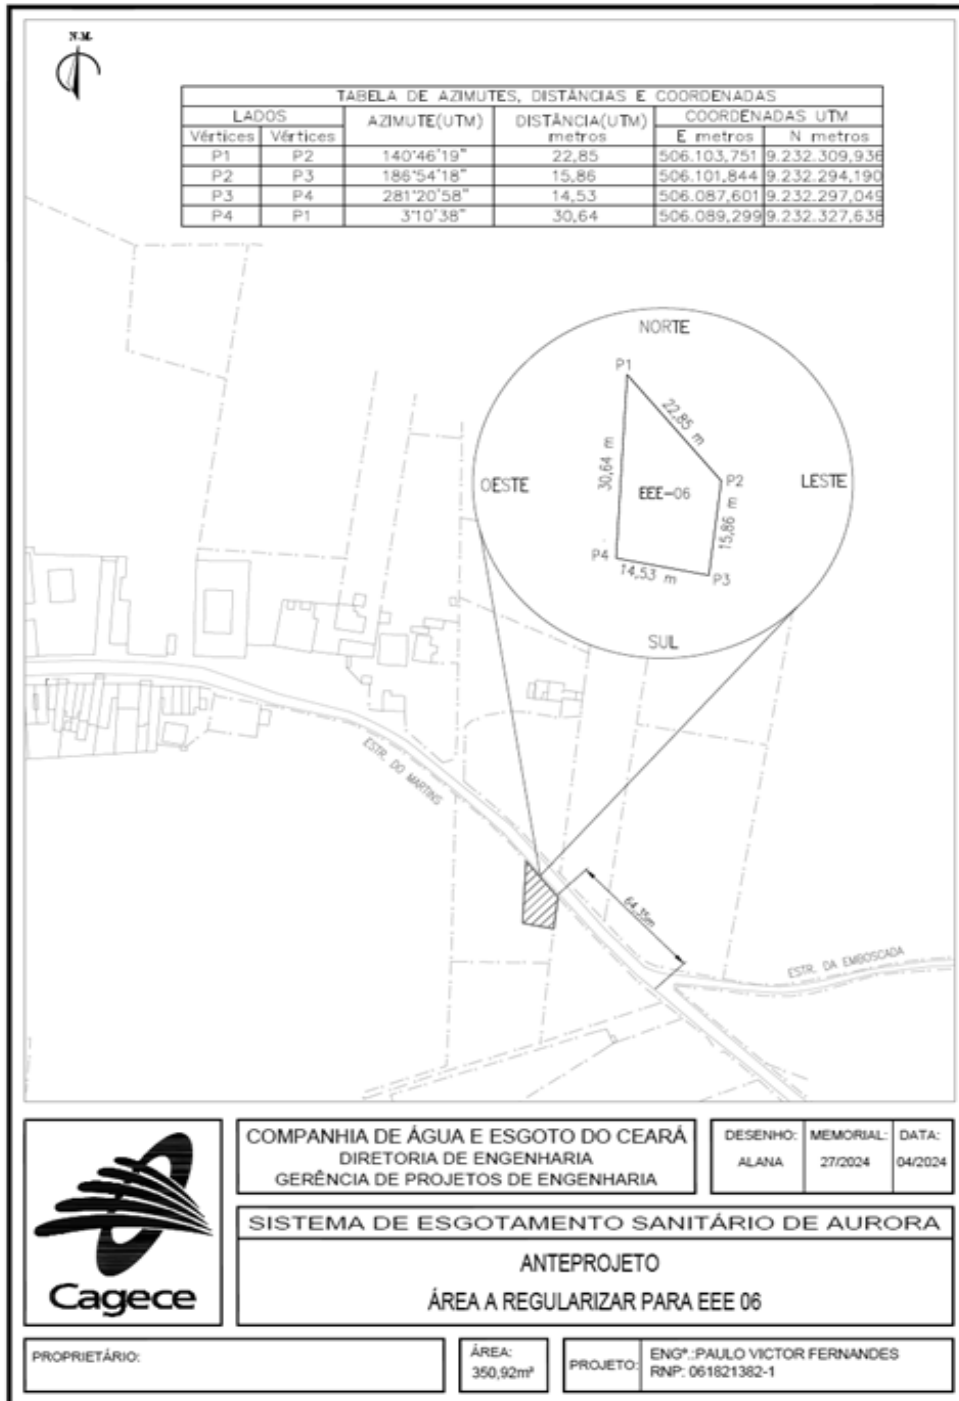 N.M.
TABELA DE AZIMUTES, DISTÂNCIAS E COORDENADAS
LADOS AZIMUTE(UTM) DISTÂNCIA(UTM) metros COORDENADAS UTM
Vértices Vértices E metros N metros
P1 P2 140°46'19" 22,85 506.103,751 9.232.309,936
P2 P3 186°54'18" 15,86 506.101,844 9.232.294,190
P3 P4 281°20'58" 14,53 506.087,601 9.232.297,049
P4 P1 3°10'38" 30,64 506.089,299 9.232.327,638
NORTE
P1
22,85 m
30,64 m
OESTE
P2
LESTE
EEE-06
15,86 m
P4
14,53 m
P3
SUL
ESTR. DO MARTINS
64,35m
ESTR. DA EMBOSCADA
Cagece
COMPANHIA DE ÁGUA E ESGOTO DO CEARÁ
DIRETORIA DE ENGENHARIA
GERÊNCIA DE PROJETOS DE ENGENHARIA
DESENHO: MEMORIAL: DATA:
ALANA 27/2024 04/2024
SISTEMA DE ESGOTAMENTO SANITÁRIO DE AURORA
ANTEPROJETO
ÁREA A REGULARIZAR PARA EEE 06
PROPRIETÁRIO:
ÁREA:
350,92m²
PROJETO:
ENGº.:PAULO VICTOR FERNANDES
RNP: 061821382-1